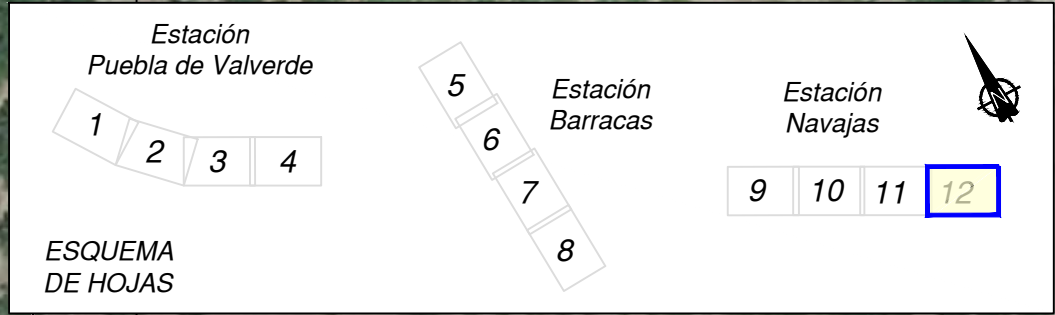 Estación
Puebla de Valverde
1
2
3
4
5
6
7
8
Estación
Barracas
Estación
Navajas
9
10
11
12
N
ESQUEMA
DE HOJAS